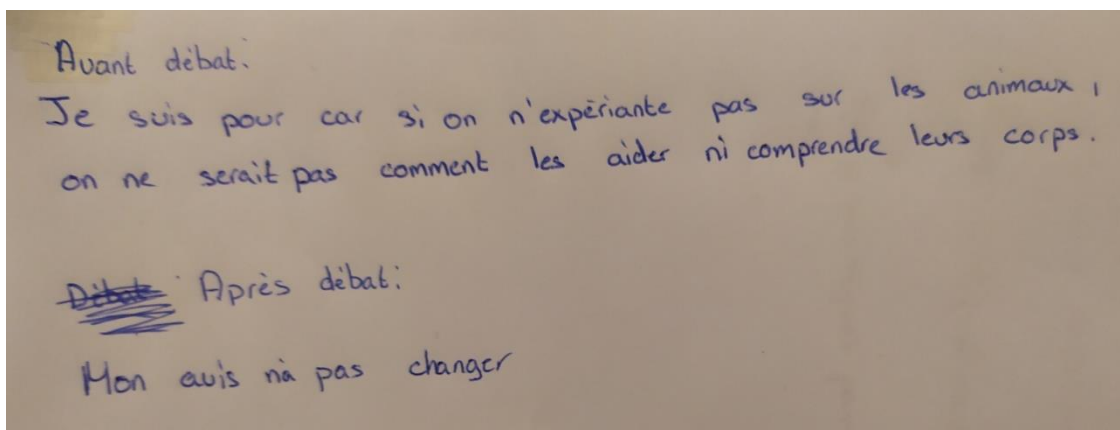 Avant débat:
Je suis pour car si on n'expériante pas sur les animaux,
on ne serait pas comment les aider ni comprendre leurs corps.
Après débat:
Mon avis n'à pas changer